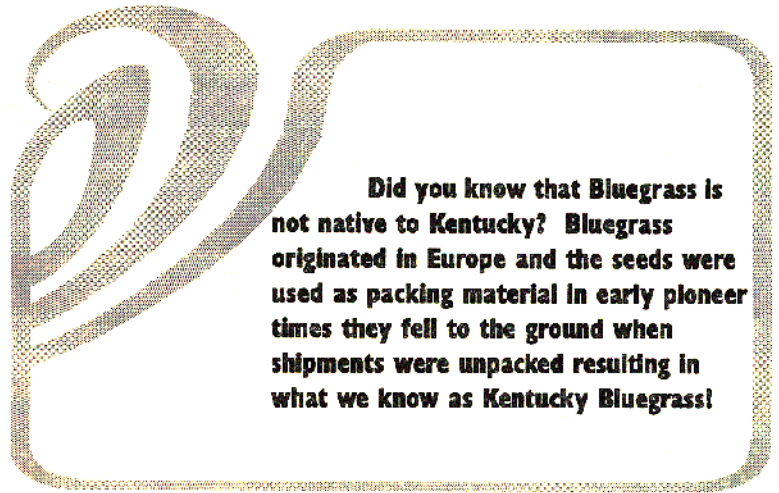 Did you know that Bluegrass is
not native to Kentucky? Bluegrass
originated in Europe and the seeds were
used as packing material in early pioneer
times they fell to the ground when
shipments were unpacked resulting in
what we know as Kentucky Bluegrass!